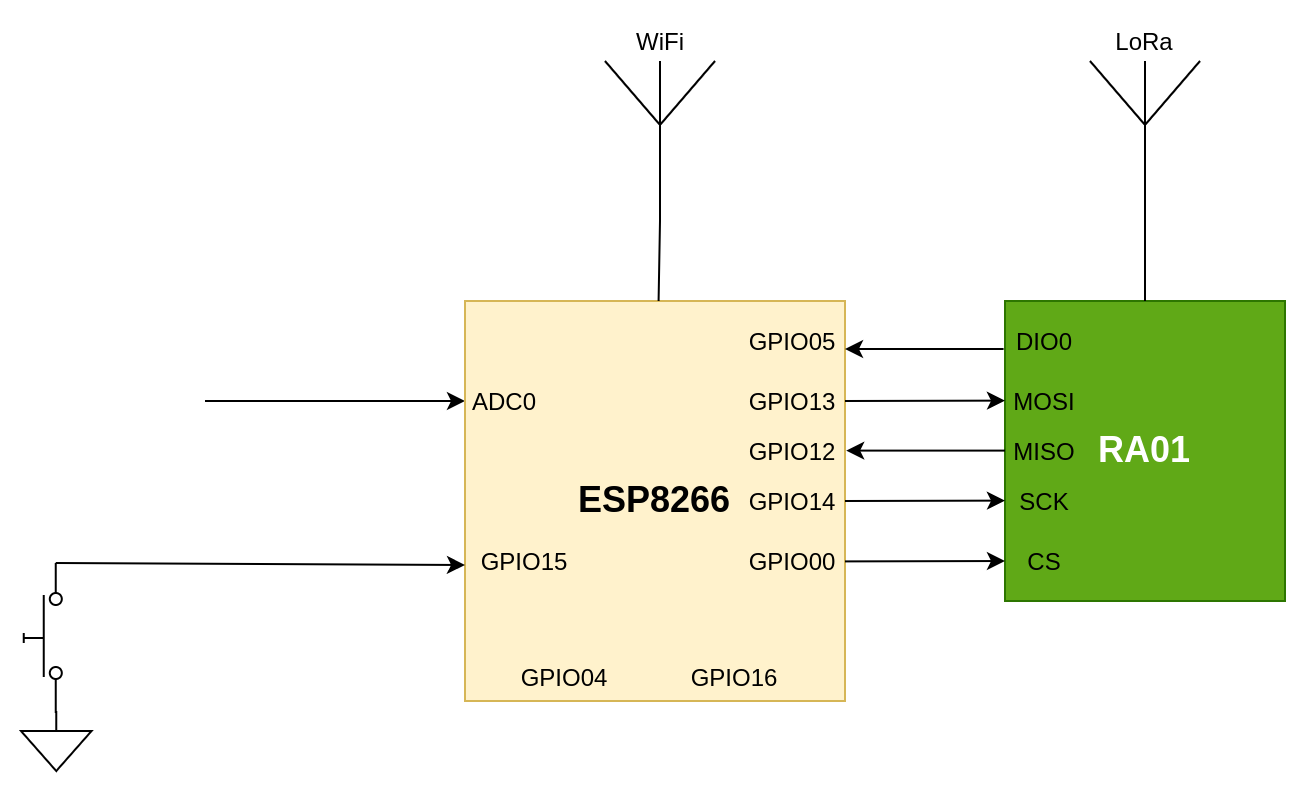 WiFi
LoRa
GPIO05
DIO0
ADC0
GPIO13
MOSI
GPIO12
MISO
RA01
ESP8266
GPIO14
SCK
GPIO15
GPIO00
CS
GPIO04
GPIO16